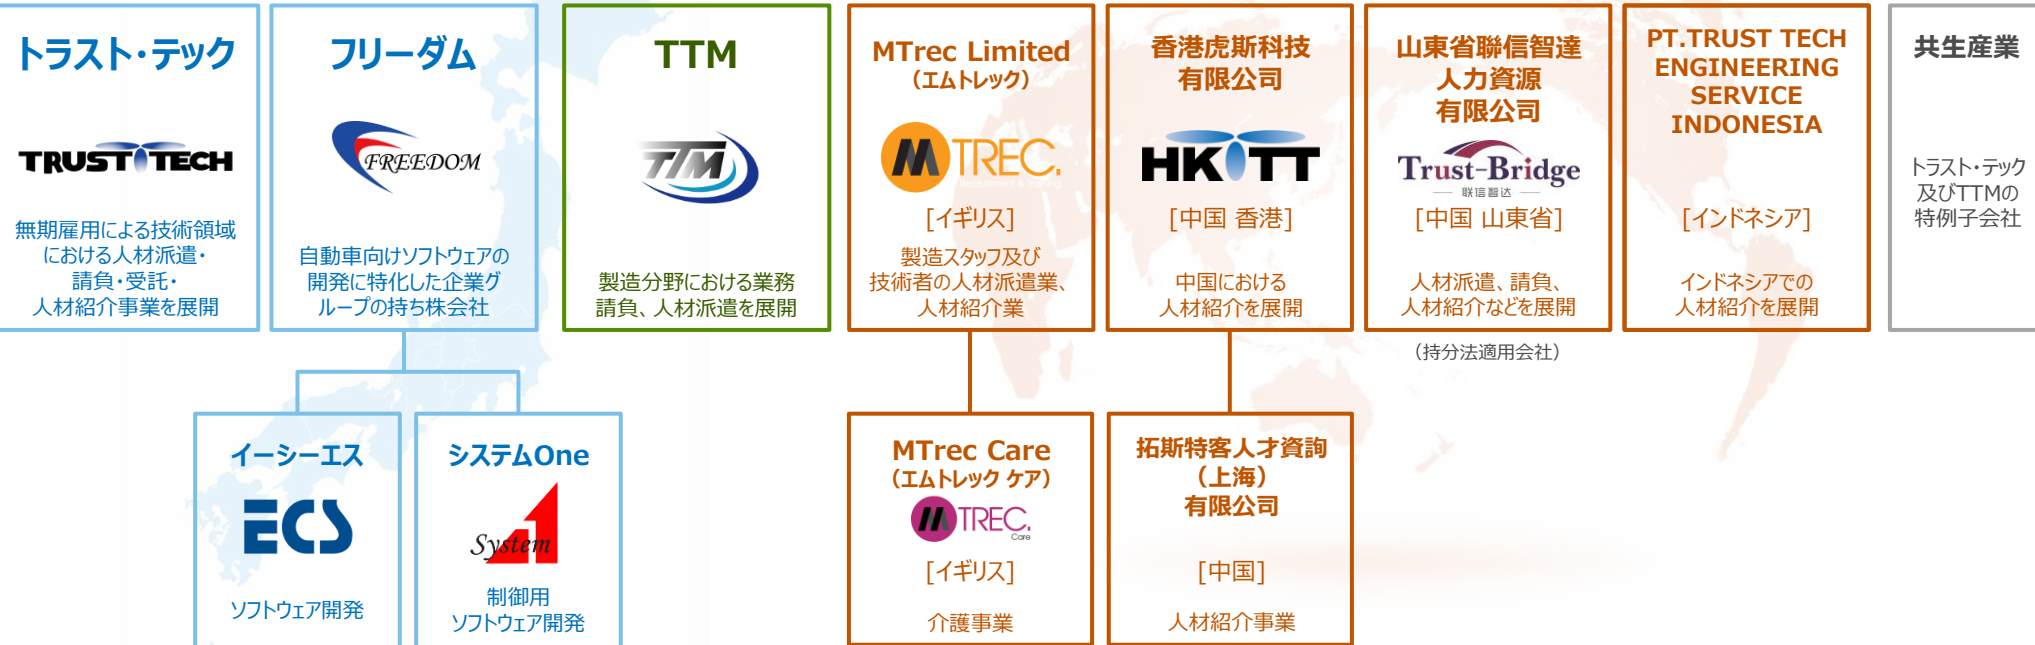 トラスト・テック
TRUST TECH
無期雇用による技術領域
における人材派遣・
請負・受託・
人材紹介事業を展開
フリーダム
FREEDOM
自動車向けソフトウェアの
開発に特化した企業グ
ループの持ち株会社
TTM
TTM
製造分野における業務
請負、人材派遣を展開
MTrec Limited
（エムトレック）
M TREC.
Recruitment & Training
[イギリス]
製造スタッフ及び
技術者の人材派遣業、
人材紹介業
香港虎斯科技
有限公司
HKTT
[中国 香港]
中国における
人材紹介を展開
山東省聯信智達
人力資源
有限公司
Trust-Bridge
联信智达
[中国 山東省]
人材派遣、請負、
人材紹介などを展開
（持分法適用会社）
PT.TRUST TECH
ENGINEERING
SERVICE
INDONESIA
[インドネシア]
インドネシアでの
人材紹介を展開
共生産業
トラスト・テック
及びTTMの
特例子会社
イーシーエス
ECS
ソフトウェア開発
システムOne
System 1
制御用
ソフトウェア開発
MTrec Care
（エムトレック ケア）
M TREC.
Care
[イギリス]
介護事業
拓斯特客人才資詢
（上海）
有限公司
[中国]
人材紹介事業